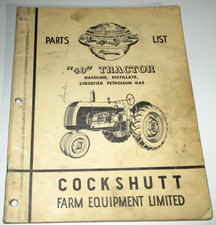 PARTS LIST
"40" TRACTOR
GASOLINE, DISTILLATE,
LIQUEFIED PETROLEUM GAS
COCKSHUTT
FARM EQUIPMENT LIMITED